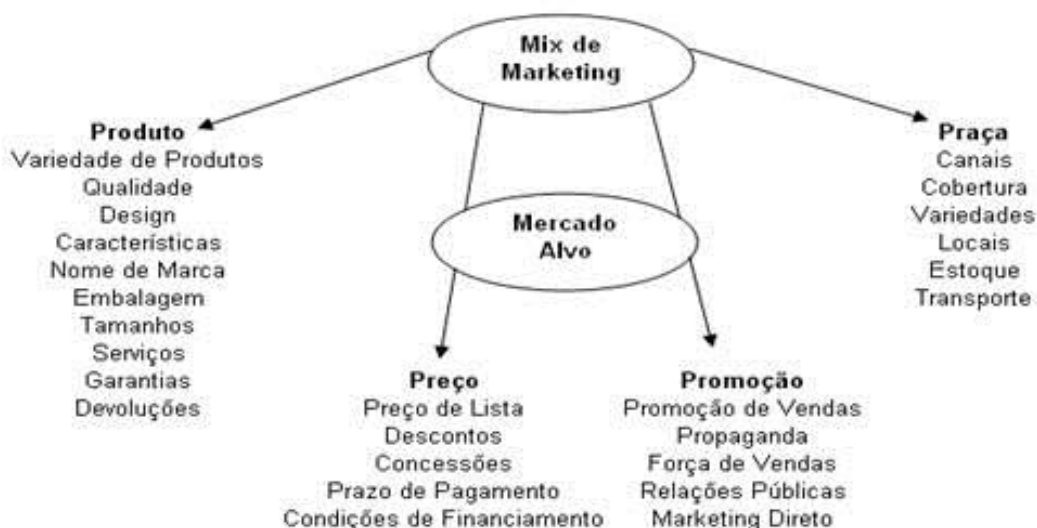 Mix de
Marketing
Produto
Variedade de Produtos
Qualidade
Design
Características
Nome de Marca
Embalagem
Tamanhos
Serviços
Garantias
Devoluções
Mercado
Alvo
Preço
Preço de Lista
Descontos
Concessões
Prazo de Pagamento
Condições de Financiamento
Promoção
Promoção de Vendas
Propaganda
Força de Vendas
Relações Públicas
Marketing Direto
Praça
Canais
Cobertura
Variedades
Locais
Estoque
Transporte